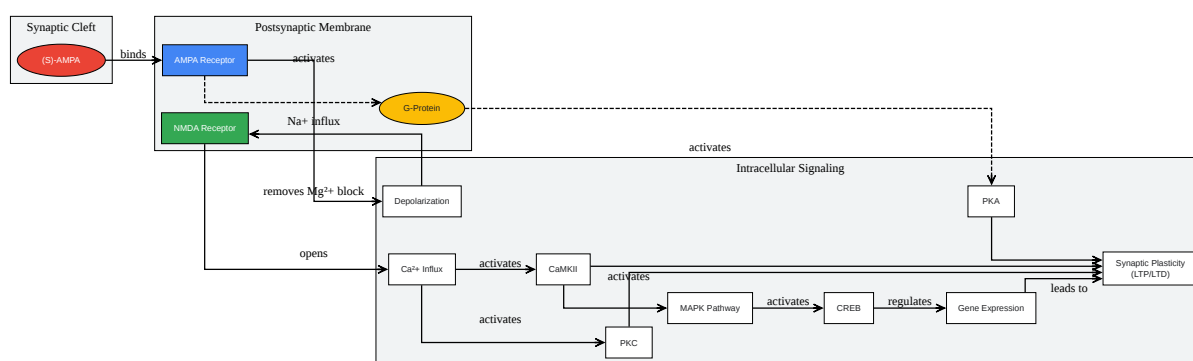 Synaptic Cleft
Postsynaptic Membrane
(S)-AMPA
binds
AMPA Receptor
activates
G-Protein
Na+ influx
NMDA Receptor
activates
Intracellular Signaling
removes Mg²+ block
Depolarization
PKA
opens
Ca²+ Influx
activates
CaMKII
activates
Synaptic Plasticity
(LTP/LTD)
leads to
MAPK Pathway
activates
CREB
regulates
Gene Expression
activates
PKC